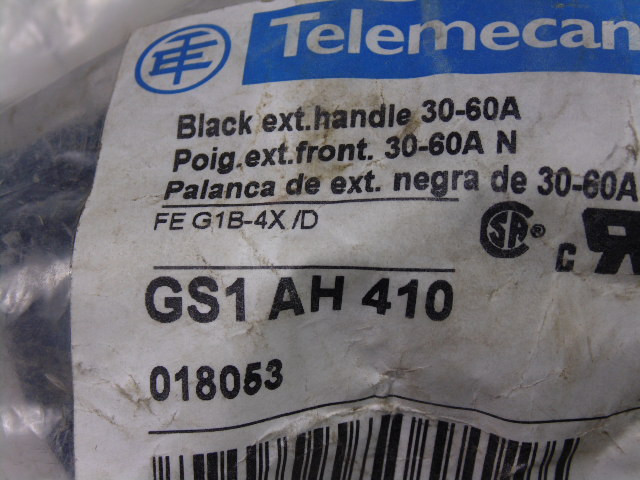 Telemecan
Black ext.handle 30-60A
Poig.ext.front. 30-60A N
Palanca de ext. negra de 30-60A
FE G1B-4X /D
SA ®
C
GS1 AH 410
018053